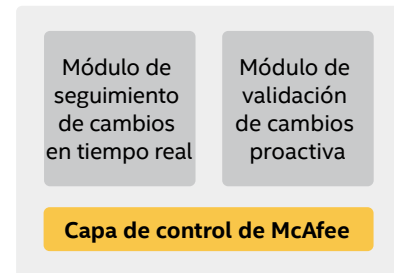 Módulo de
seguimiento
de cambios
en tiempo real
Módulo de
validación
de cambios
proactiva
Capa de control de McAfee